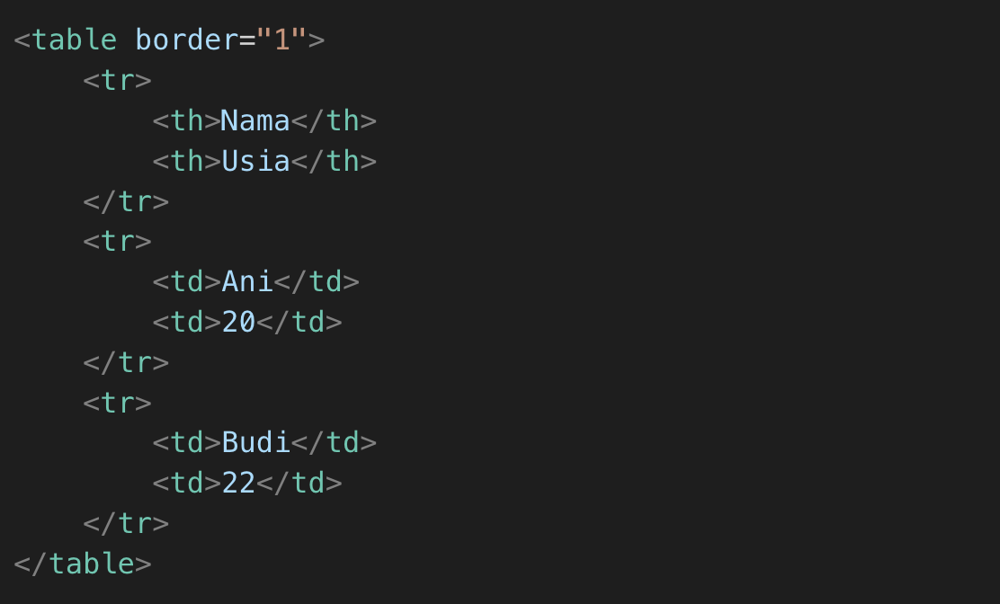 <table border="1">
    <tr>
        <th>Nama</th>
        <th>Usia</th>
    </tr>
    <tr>
        <td>Ani</td>
        <td>20</td>
    </tr>
    <tr>
        <td>Budi</td>
        <td>22</td>
    </tr>
</table>